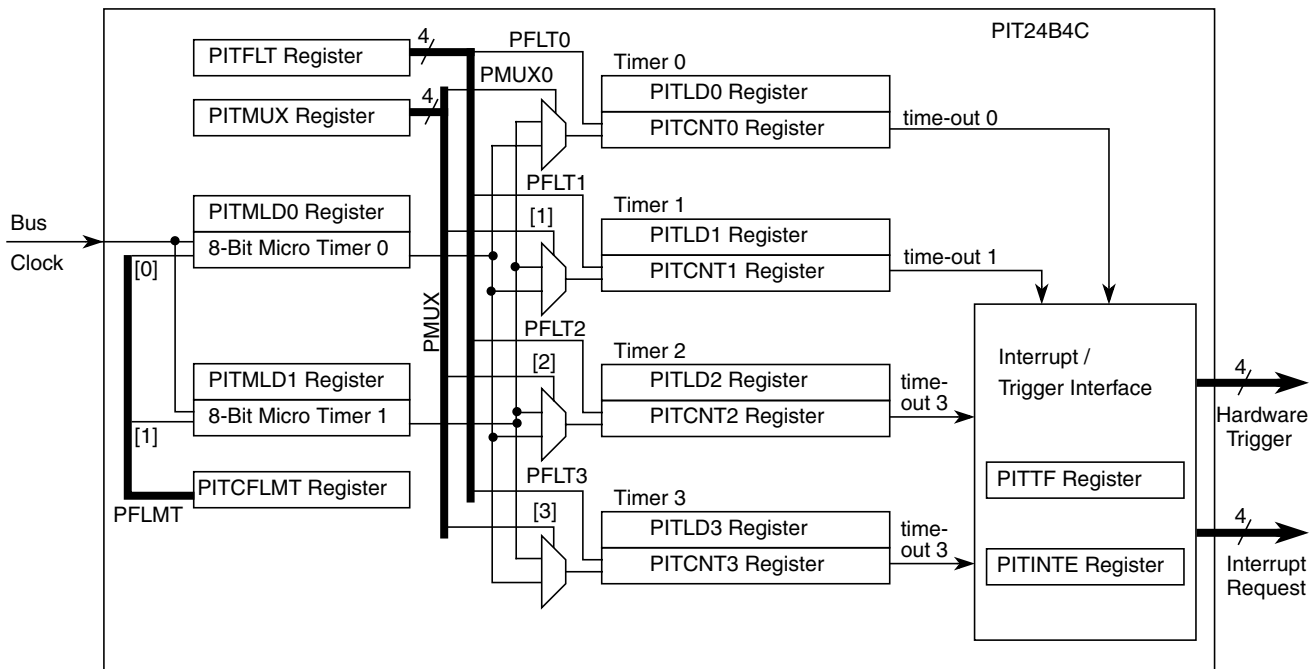 PIT24B4C
4
PITFLT Register
PFLT0
Timer 0
PMUX0
PITLD0 Register
4
PITMUX Register
PITCNT0 Register
time-out 0
PFLT1
Timer 1
PITMLD0 Register
[1]
PITLD1 Register
Bus
Clock
8-Bit Micro Timer 0
[0]
PITCNT1 Register
time-out 1
PMUX
PFLT2
Timer 2
PITMLD1 Register
[2]
PITLD2 Register
time-
out 3
8-Bit Micro Timer 1
[1]
PITCNT2 Register
Interrupt /
Trigger Interface
4
Hardware
Trigger
PITCFLMT Register
PFLMT
PFLT3
Timer 3
[3]
PITLD3 Register
time-
out 3
PITCNT3 Register
PITTF Register
PITINTE Register
4
Interrupt
Request